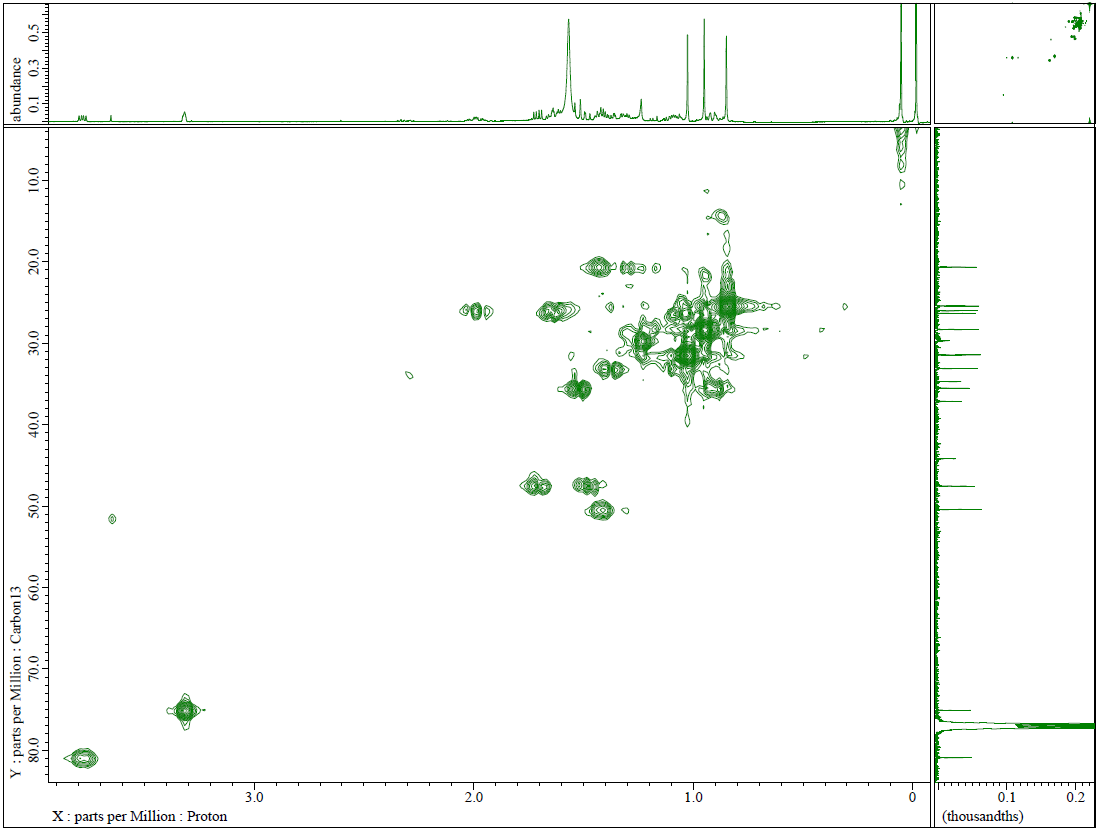 abundance
0.1 0.3 0.5
10.0
20.0
30.0
40.0
50.0
60.0
70.0
80.0
Y : parts per Million : Carbon13
3.0 2.0 1.0 0
X : parts per Million : Proton
0.1 0.2
(thousandths)